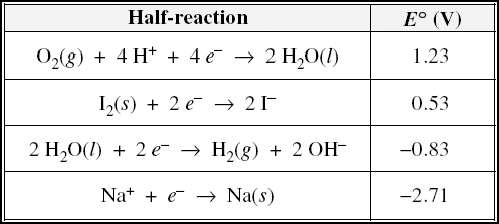 Half-reaction E° (V)
O₂(g) + 4 H⁺ + 4 e⁻ → 2 H₂O(l) 1.23
I₂(s) + 2 e⁻ → 2 I⁻ 0.53
2 H₂O(l) + 2 e⁻ → H₂(g) + 2 OH⁻ −0.83
Na⁺ + e⁻ → Na(s) −2.71